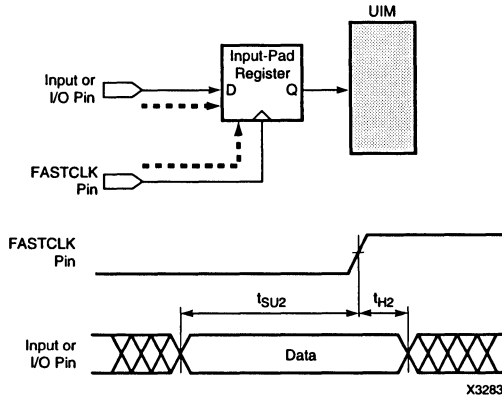 UIM
Input-Pad
Register
Input or
I/O Pin
D
Q
FASTCLK
Pin
FASTCLK
Pin
tSU2
tH2
Input or
I/O Pin
Data
X3283